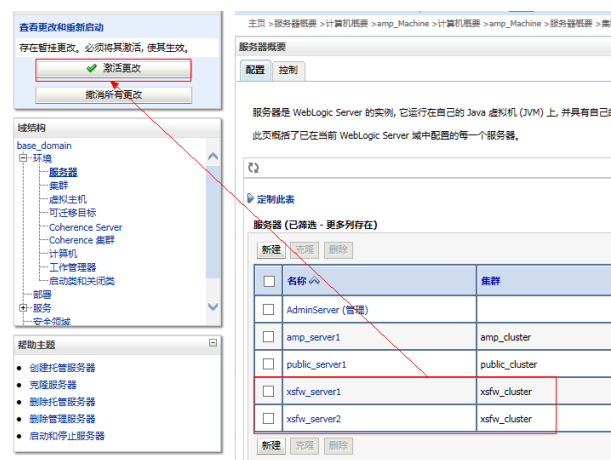 查看更改和重新启动
存在暂挂更改。必须将其激活, 使其生效。
激活更改
撤消所有更改
域结构
base_domain
环境
服务器
集群
虚拟主机
可迁移目标
Coherence Server
Coherence 集群
计算机
工作管理器
启动类和关闭类
部署
服务
安全领域
帮助主题
创建托管服务器
克隆服务器
删除托管服务器
删除管理服务器
启动和停止服务器
主页 >服务器概要 >计算机概要 >amp_Machine >计算机概要 >amp_Machine >服务器概要 >集
服务器概要
配置 控制
服务器是 WebLogic Server 的实例, 它运行在自己的 Java 虚拟机 (JVM) 上, 并具有自己的
此页概括了已在当前 WebLogic Server 域中配置的每一个服务器。
定制此表
服务器 (已筛选 - 更多列存在)
新建 克隆 删除
名称 集群
AdminServer (管理)
amp_server1 amp_cluster
public_server1 public_cluster
xsfw_server1 xsfw_cluster
xsfw_server2 xsfw_cluster
新建 克隆 删除